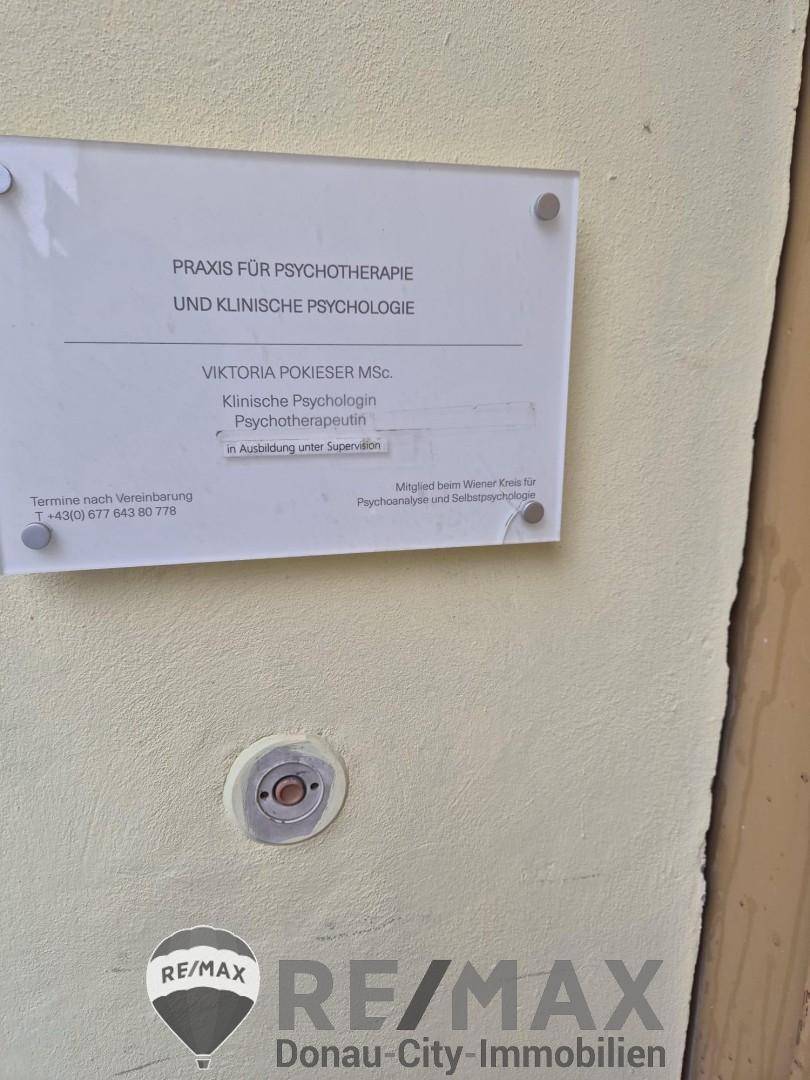 PRAXIS FÜR PSYCHOTHERAPIE
UND KLINISCHE PSYCHOLOGIE
VIKTORIA POKIESER MSc.
Klinische Psychologin
Psychotherapeutin
in Ausbildung unter Supervision
Termine nach Vereinbarung
T +43(0) 677 643 80 778
Mitglied beim Wiener Kreis für
Psychoanalyse und Selbstpsychologie
RE/MAX
RE/MAX
Donau-City-Immobilien